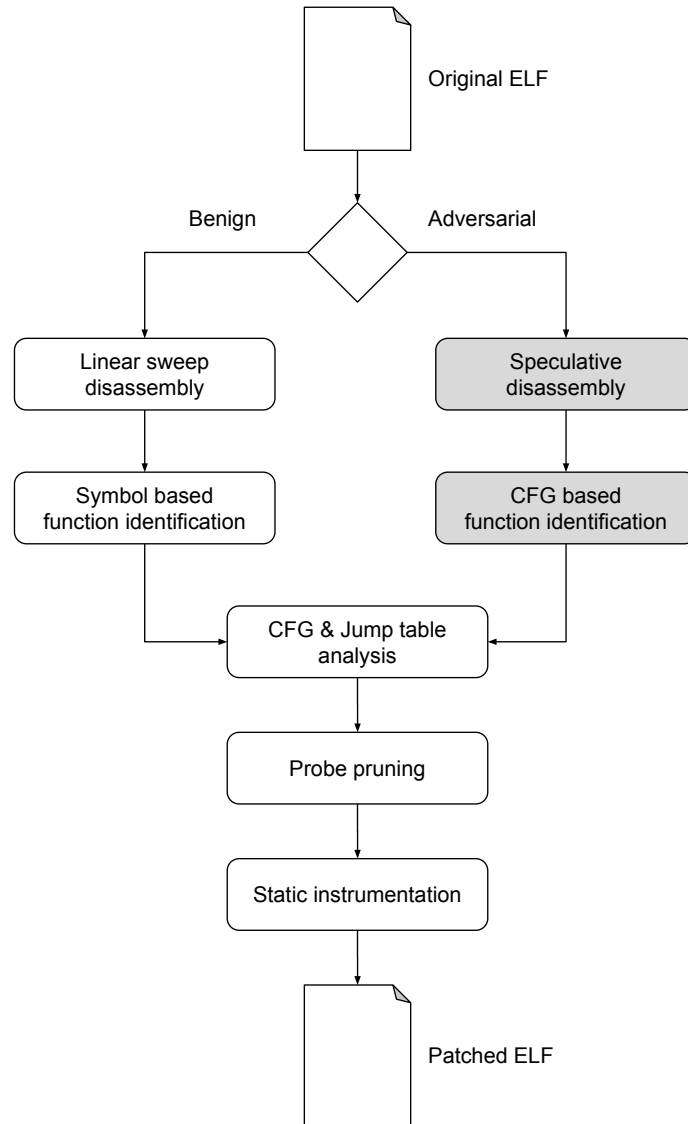 Original ELF
Benign
Adversarial
Linear sweep
disassembly
Speculative
disassembly
Symbol based
function identification
CFG based
function identification
CFG & Jump table
analysis
Probe pruning
Static instrumentation
Patched ELF